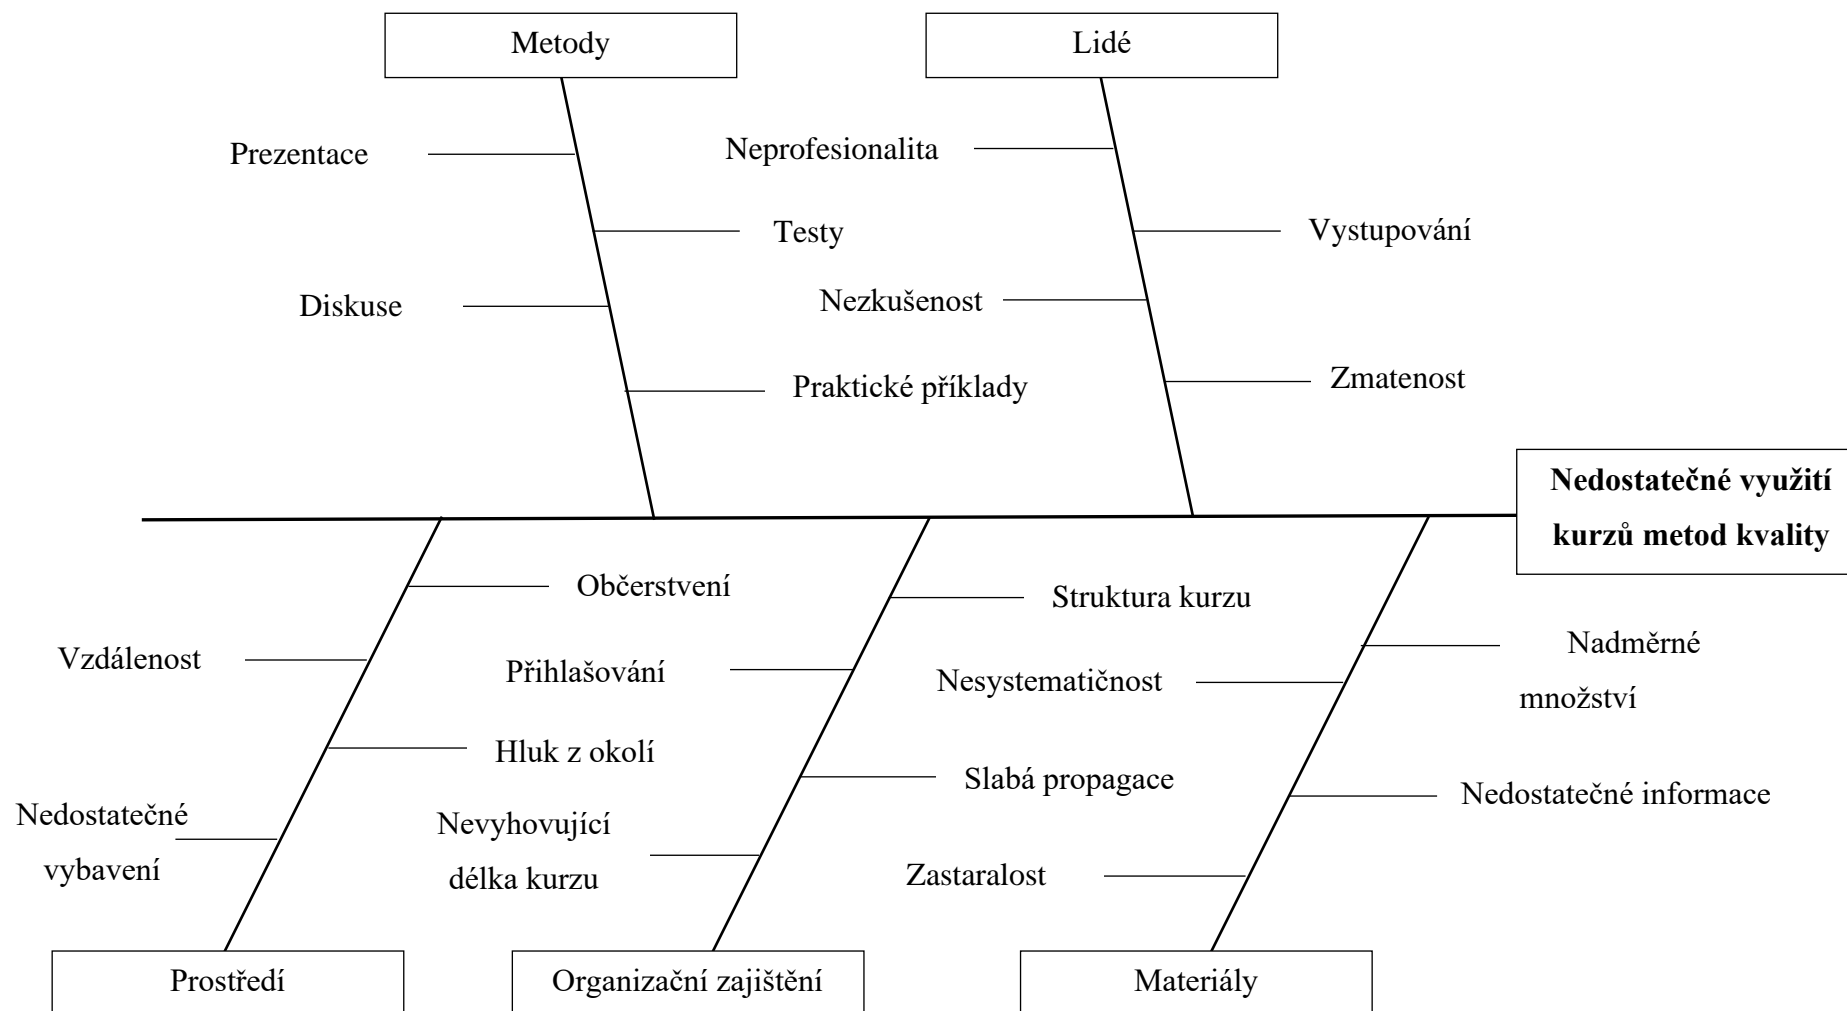 Metody
Lidé
Prezentace
Neprofesionalita
Testy
Vystupování
Diskuse
Nezkušenost
Praktické příklady
Zmatenost
Nedostatečné využití
kurzů metod kvality
Občerstvení
Struktura kurzu
Vzdálenost
Přihlašování
Nesystematičnost
Nadměrné
množství
Hluk z okolí
Slabá propagace
Nedostatečné informace
Nedostatečné
vybavení
Nevyhovující
délka kurzu
Zastaralost
Prostředí
Organizační zajištění
Materiály